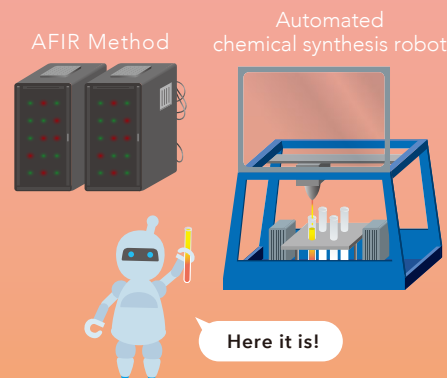 AFIR Method
Automated
chemical synthesis robot
Here it is!